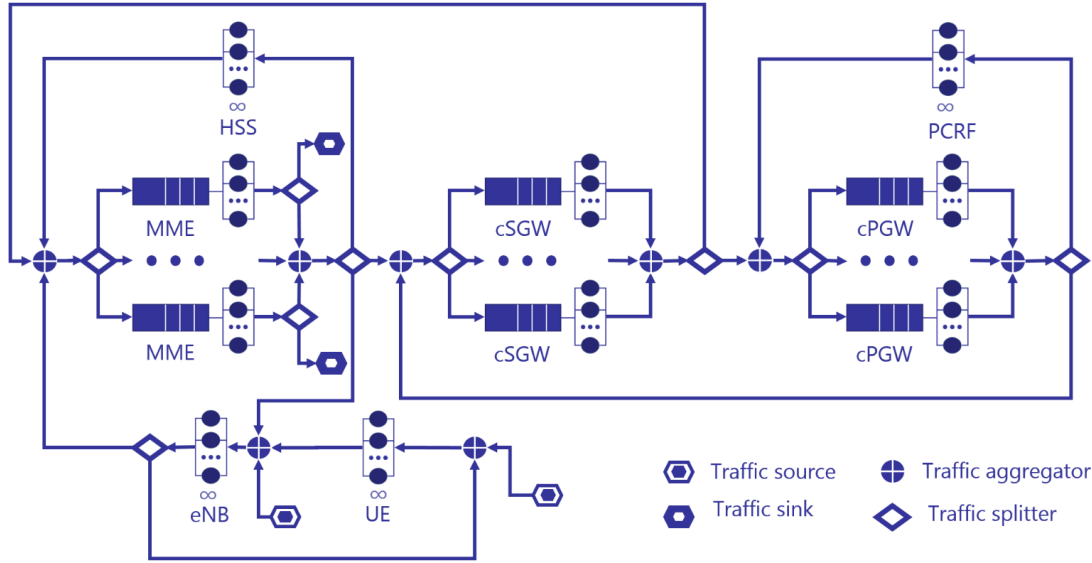 ∞
HSS
∞
PCRF
MME
cSGW
cPGW
MME
cSGW
cPGW
∞
eNB
∞
UE
Traffic source
Traffic aggregator
Traffic sink
Traffic splitter